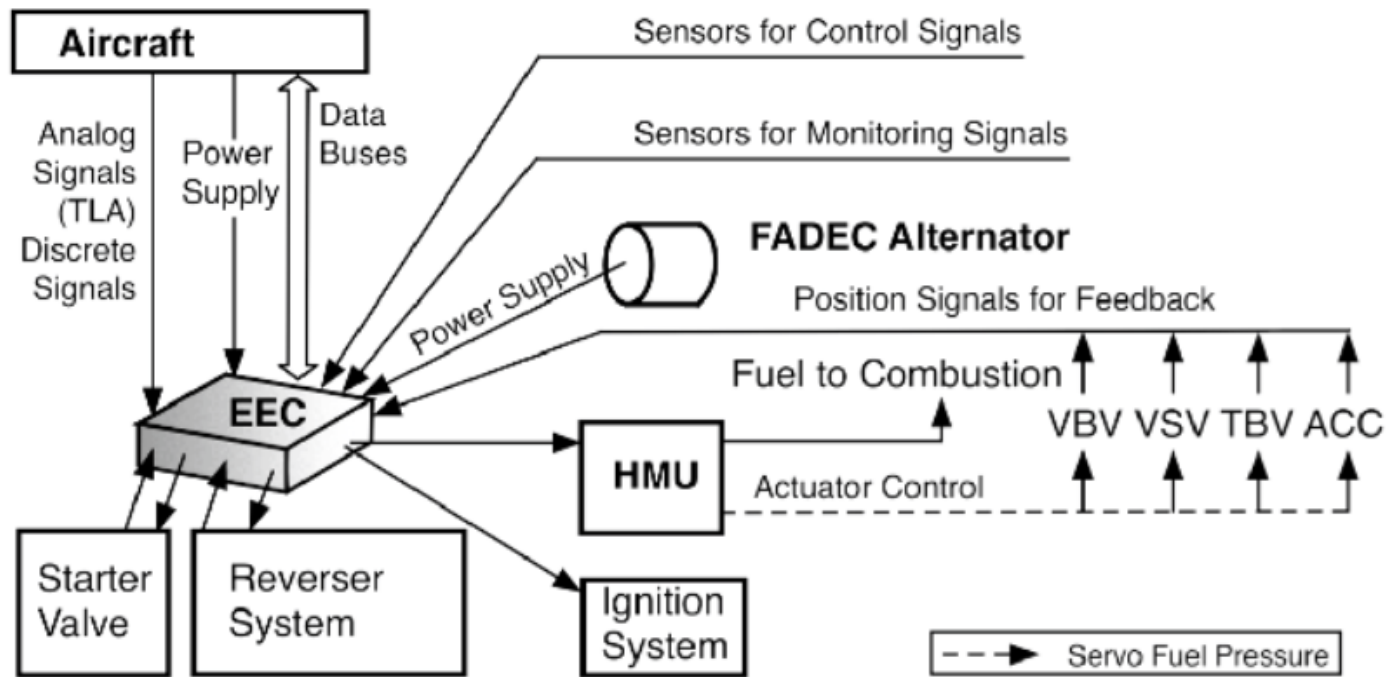 Aircraft
Sensors for Control Signals
Analog
Signals
(TLA)
Discrete
Signals
Power
Supply
Data
Buses
Sensors for Monitoring Signals
FADEC Alternator
Power Supply
Position Signals for Feedback
Fuel to Combustion
EEC
VBV VSV TBV ACC
HMU
Actuator Control
Starter
Valve
Reverser
System
Ignition
System
Servo Fuel Pressure